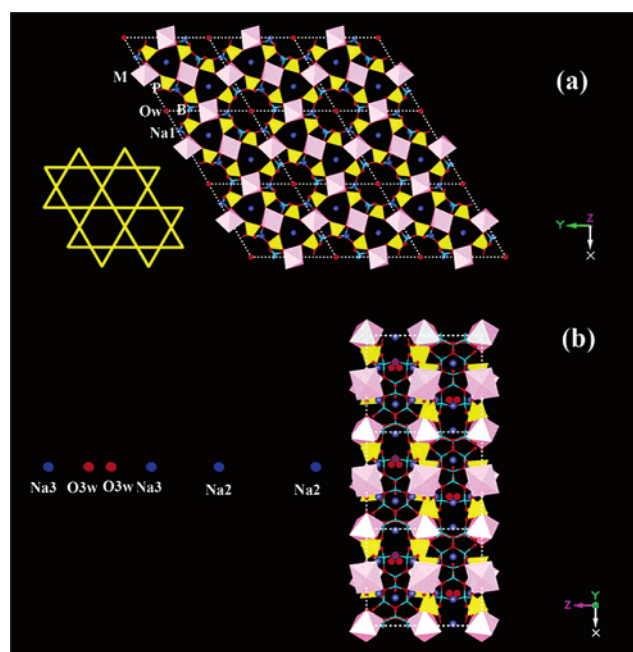 (a)
M
P
Ow B
Na1
Y Z
X
(b)
Na3 O3w O3w Na3 Na2 Na2
Z Y
X